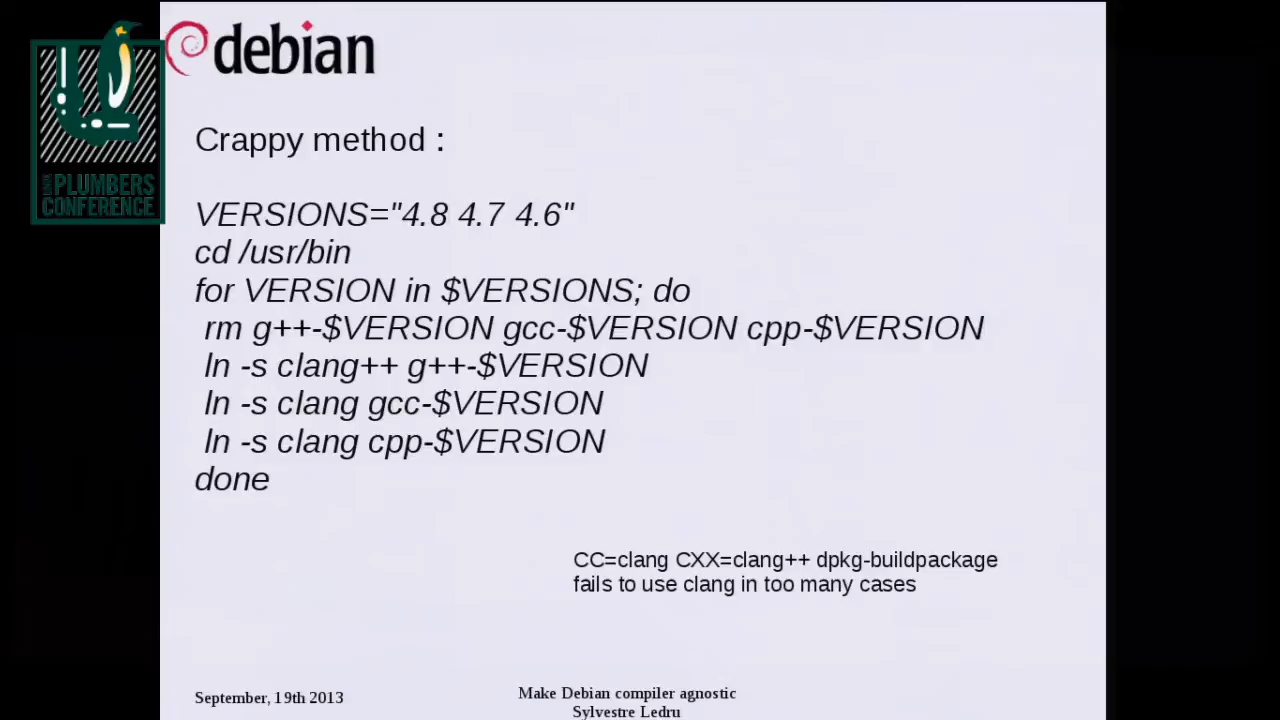 debian
LINUX
PLUMBERS
CONFERENCE
Crappy method :
VERSIONS="4.8 4.7 4.6"
cd /usr/bin
for VERSION in $VERSIONS; do
rm g++-$VERSION gcc-$VERSION cpp-$VERSION
ln -s clang++ g++-$VERSION
ln -s clang gcc-$VERSION
ln -s clang cpp-$VERSION
done
CC=clang CXX=clang++ dpkg-buildpackage
fails to use clang in too many cases
September, 19th 2013
Make Debian compiler agnostic
Sylvestre Ledru